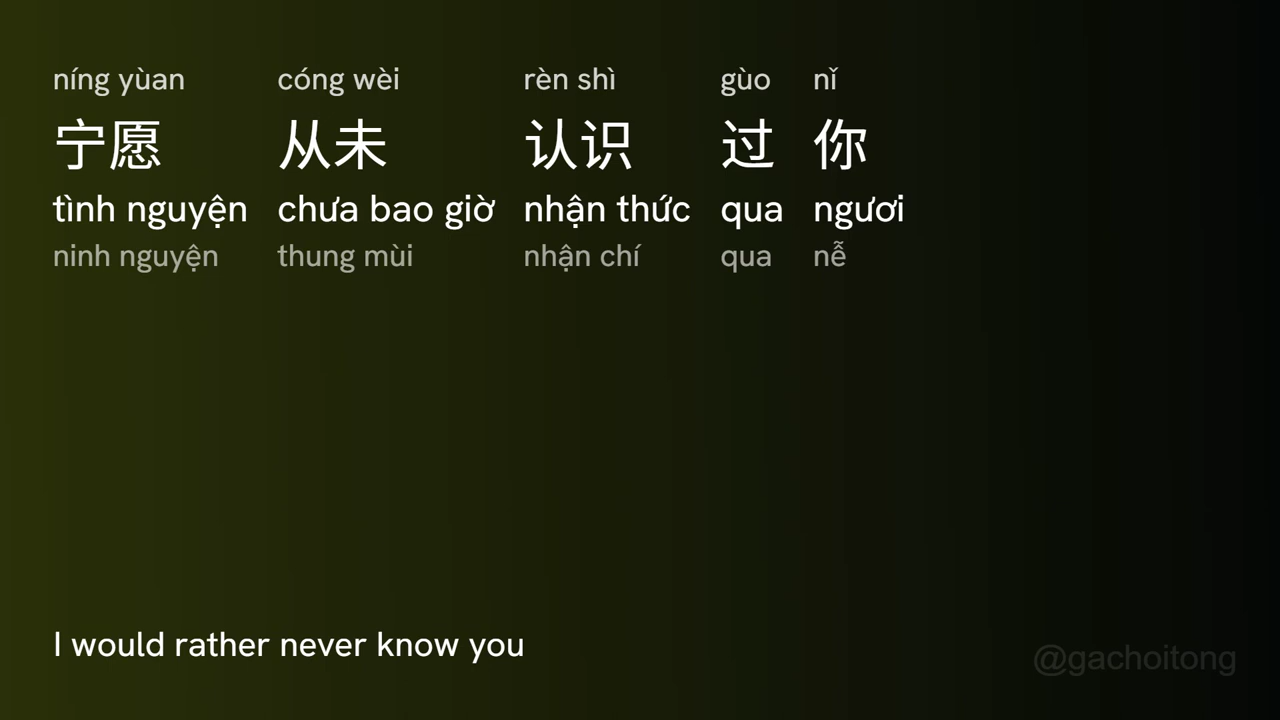 níng yùan cóng wèi rèn shì gùo nǐ
宁愿 从未 认识 过 你
tình nguyện chưa bao giờ nhận thức qua ngươi
ninh nguyện thung mùi nhận chí qua nễ
I would rather never know you
@gachoitong